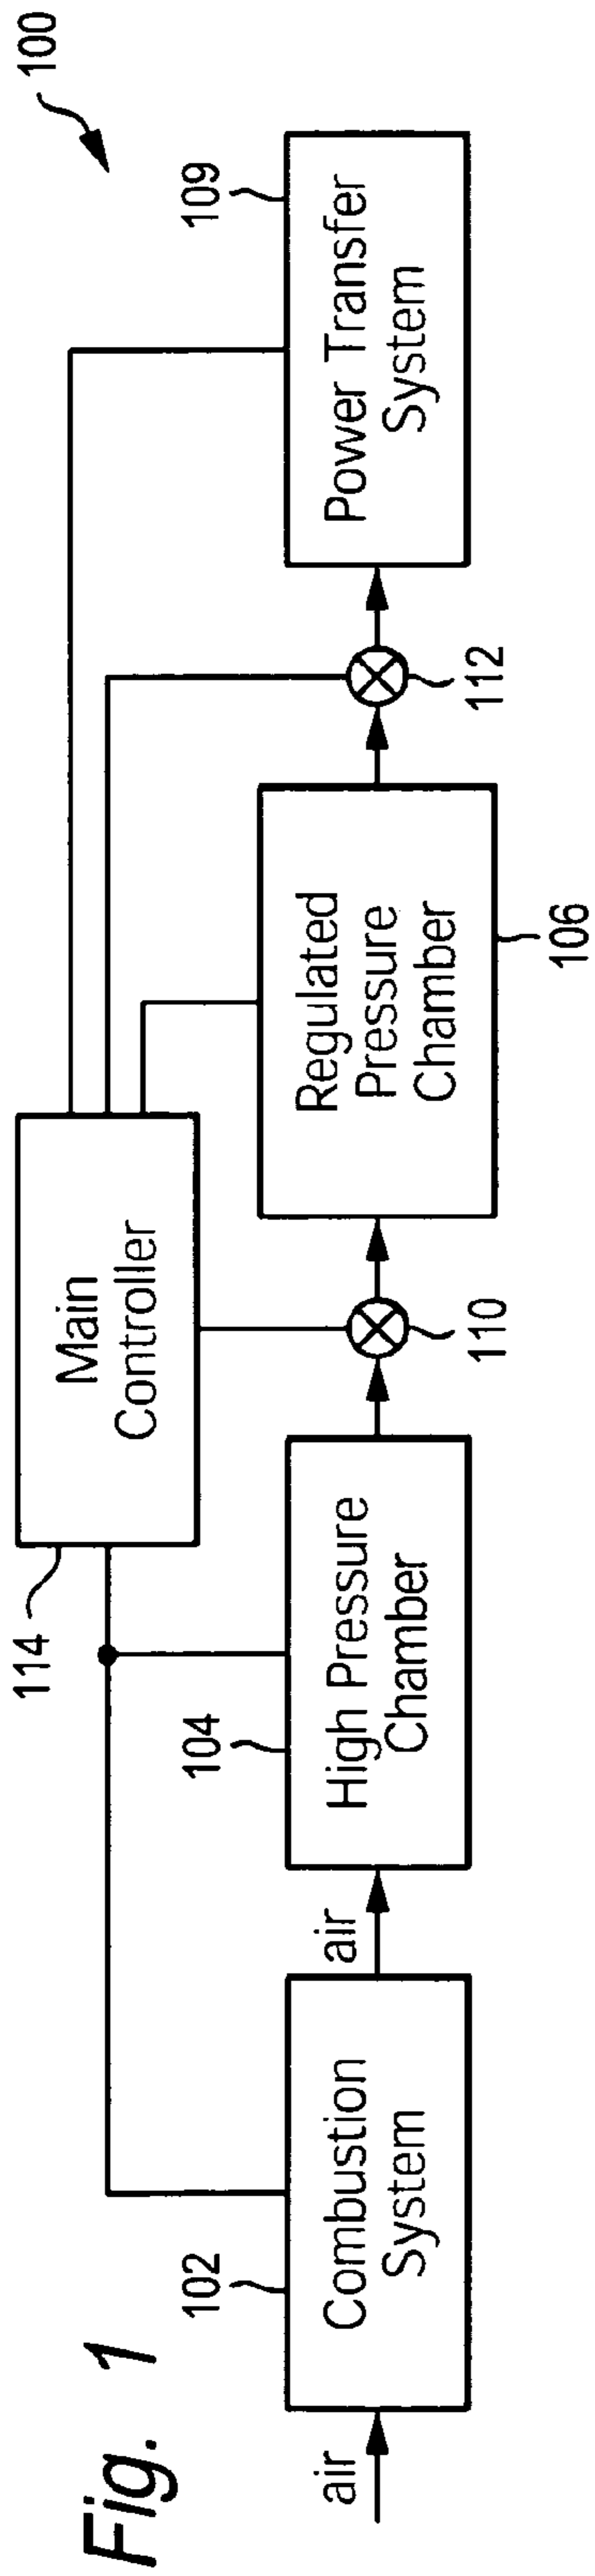 Fig. 1
100
114
Main
Controller
102
104
109
air
Combustion
System
air
High Pressure
Chamber
Regulated
Pressure
Chamber
Power Transfer
System
110
106
112